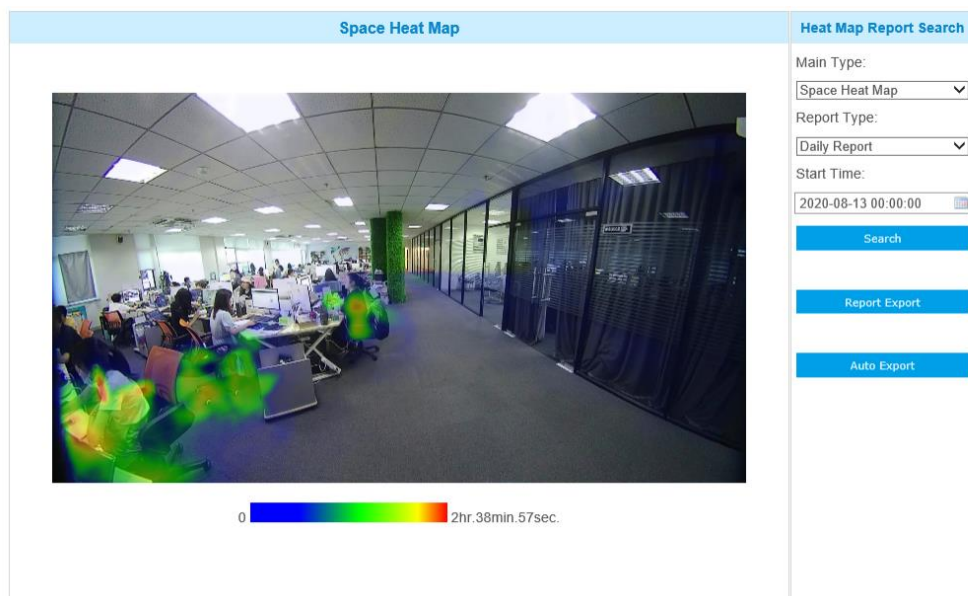 Space Heat Map
Heat Map Report Search
Main Type:
Space Heat Map
Report Type:
Daily Report
Start Time:
2020-08-13 00:00:00
Search
Report Export
Auto Export
0
2hr.38min.57sec.